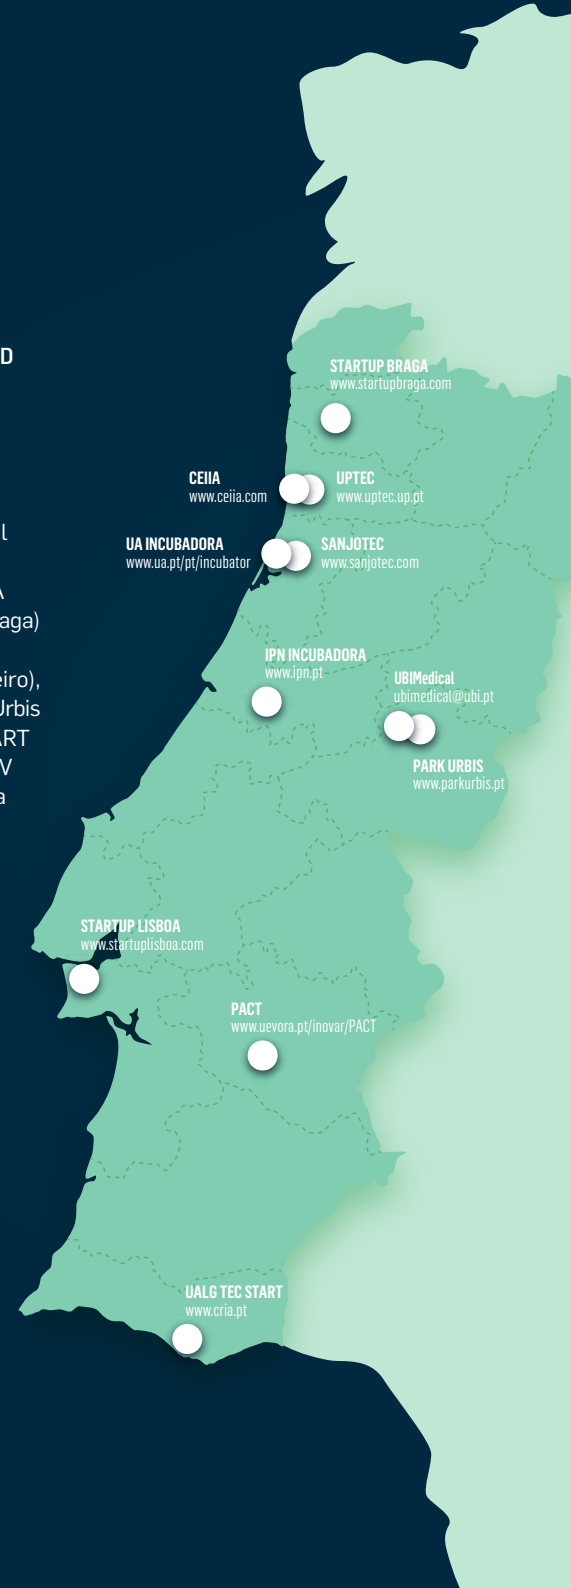 D
STARTUP BRAGA
www.startupbraga.com
CEIIA
www.ceiia.com
UPTEC
www.uptec.up.pt
l
UA INCUBADORA
www.ua.pt/pt/incubator
SANJOTEC
www.sanjotec.com
A
aga)
IPN INCUBADORA
www.ipn.pt
eiro),
UBIMedical
ubimedical@ubi.pt
Urbis
ART
V
a
PARK URBIS
www.parkurbis.pt
STARTUP LISBOA
www.startuplisboa.com
PACT
www.uevora.pt/inovar/PACT
UALG TEC START
www.cria.pt